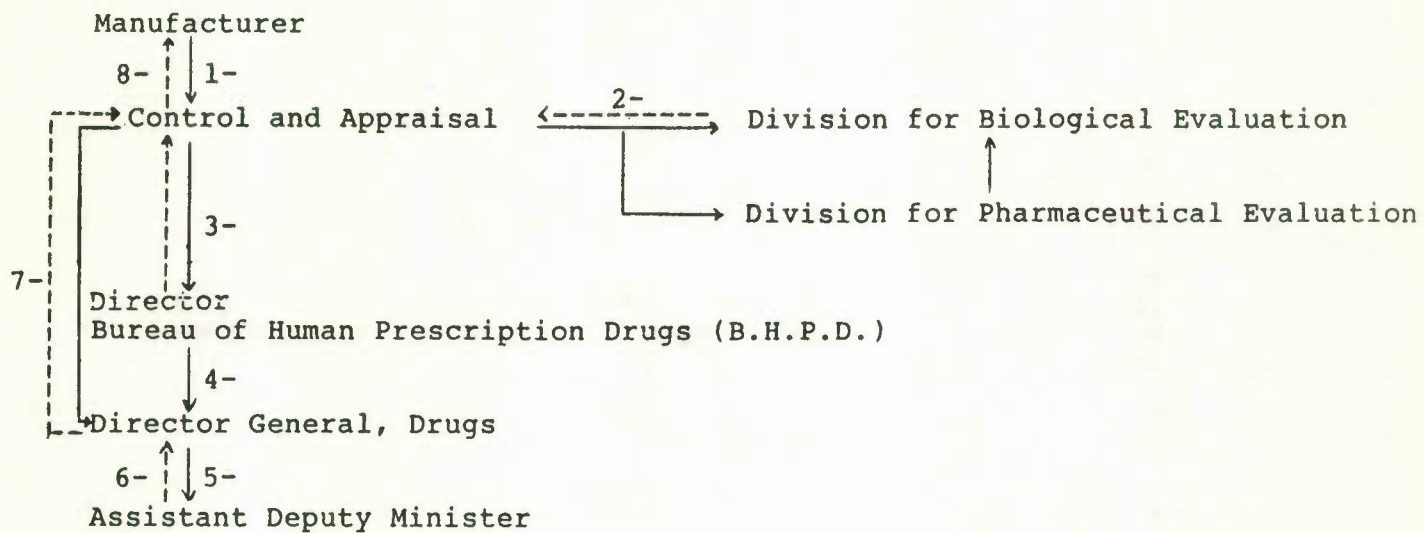 Manufacturer
8- 1-
Control and Appraisal 2- Division for Biological Evaluation
3- Division for Pharmaceutical Evaluation
7-
Director
Bureau of Human Prescription Drugs (B.H.P.D.)
4-
Director General, Drugs
6- 5-
Assistant Deputy Minister